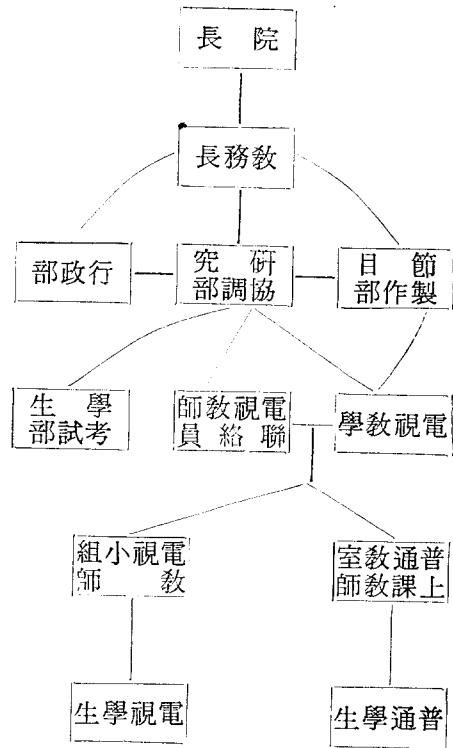 院長
教務長
節目
製作部
研究
協調部
行政部
電視教學
電視教師
聯絡員
學生
考試部
普通教室
上課教師
電視小組
教師
普通學生
電視學生